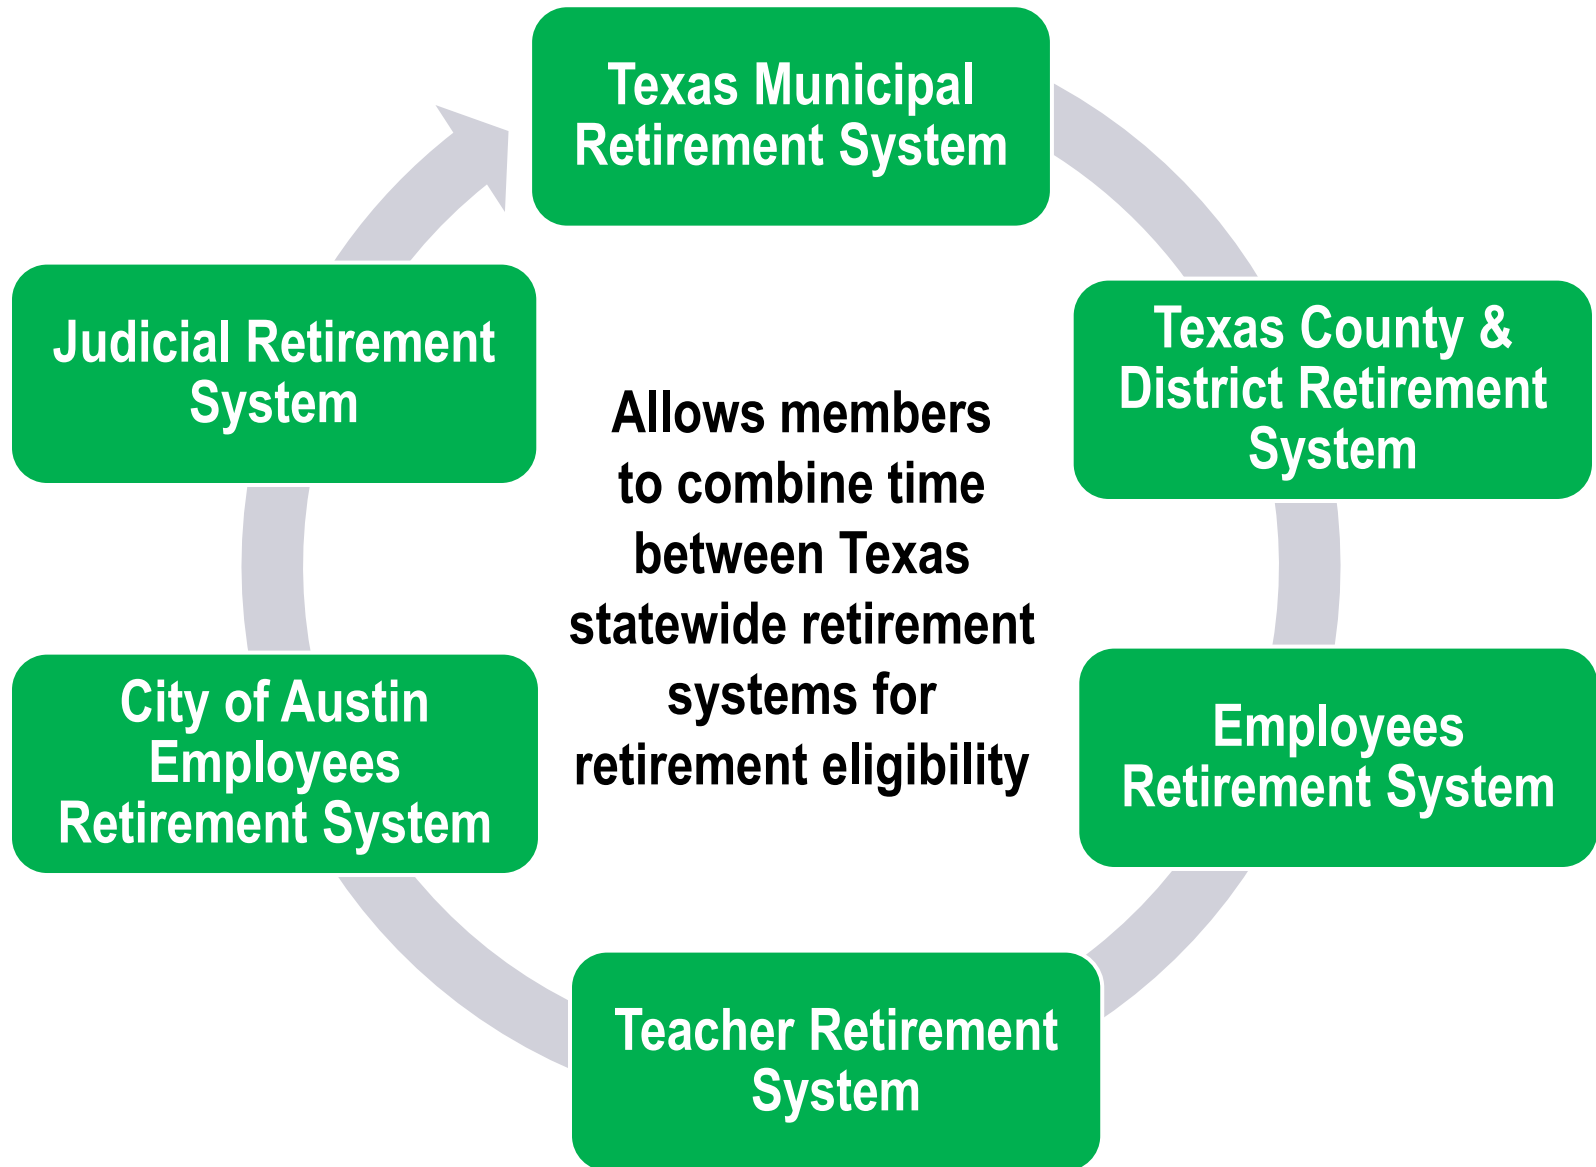 Texas Municipal
Retirement System
Texas County &
District Retirement
System
Employees
Retirement System
Teacher Retirement
System
City of Austin
Employees
Retirement System
Judicial Retirement
System
Allows members
to combine time
between Texas
statewide retirement
systems for
retirement eligibility